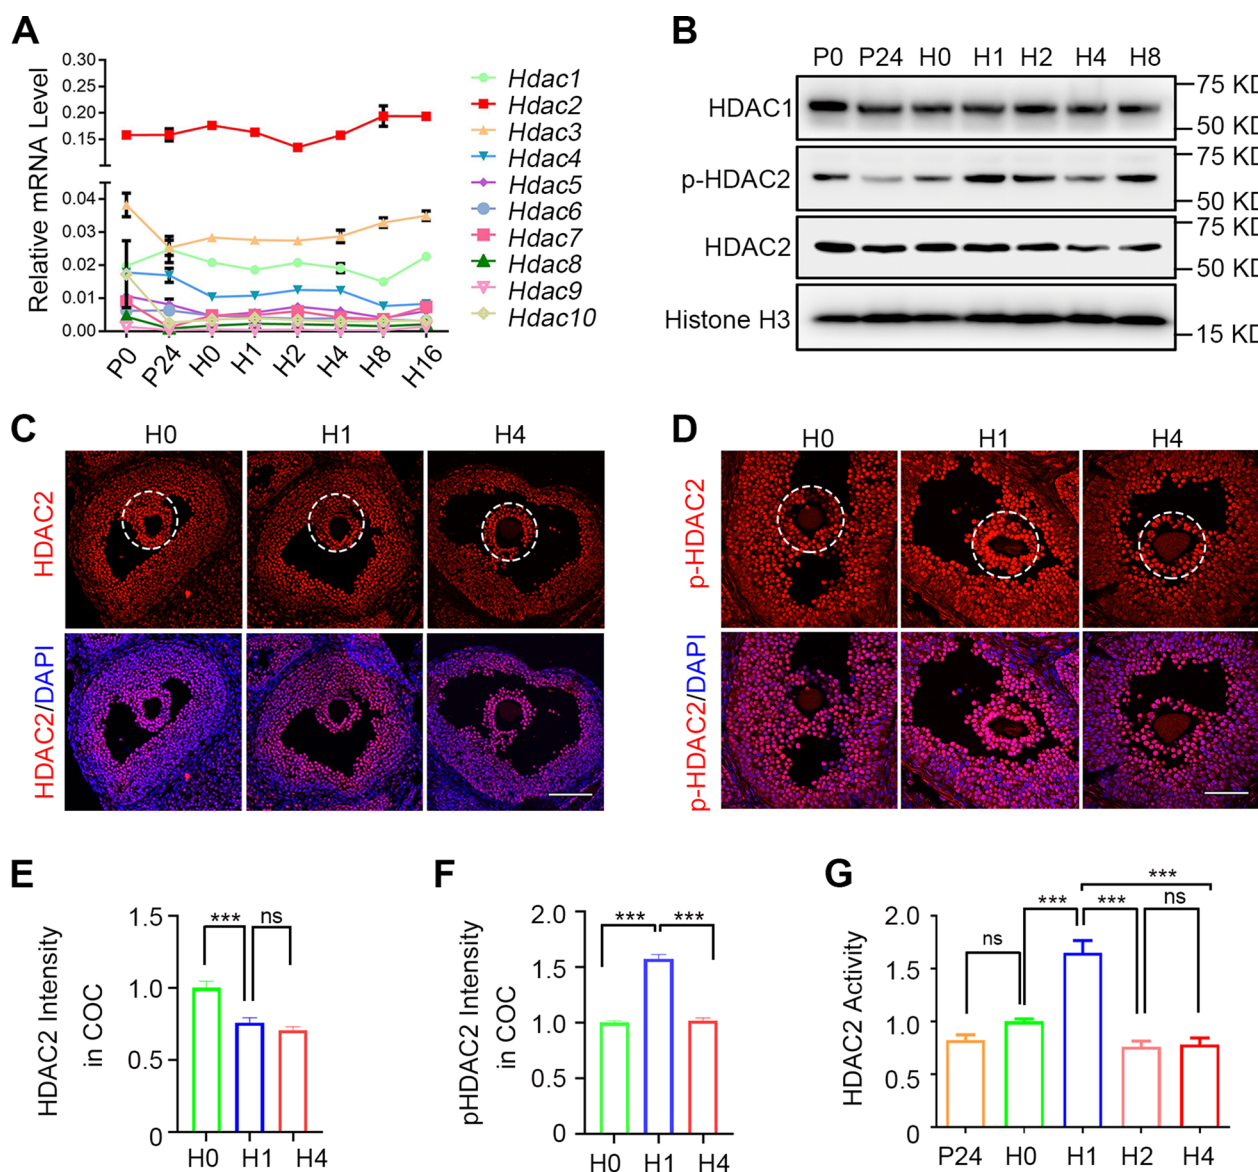 A
Relative mRNA Level
0.30
0.25
0.20
0.15
0.04
0.03
0.02
0.01
0.00
P0 P24 H0 H1 H2 H4 H8 H16
Hdac1
Hdac2
Hdac3
Hdac4
Hdac5
Hdac6
Hdac7
Hdac8
Hdac9
Hdac10
B
P0 P24 H0 H1 H2 H4 H8
HDAC1
75 KD
50 KD
p-HDAC2
75 KD
50 KD
HDAC2
75 KD
50 KD
Histone H3
15 KD
C
H0 H1 H4
HDAC2
HDAC2/DAPI
D
H0 H1 H4
p-HDAC2
p-HDAC2/DAPI
E
HDAC2 Intensity
in COC
1.5
1.0
0.5
0
*** ns
H0 H1 H4
F
pHDAC2 Intensity
in COC
2.0
1.5
1.0
0.5
0
*** ***
H0 H1 H4
G
HDAC2 Activity
2.0
1.5
1.0
0.5
0.0
***
ns *** *** ns
P24 H0 H1 H2 H4